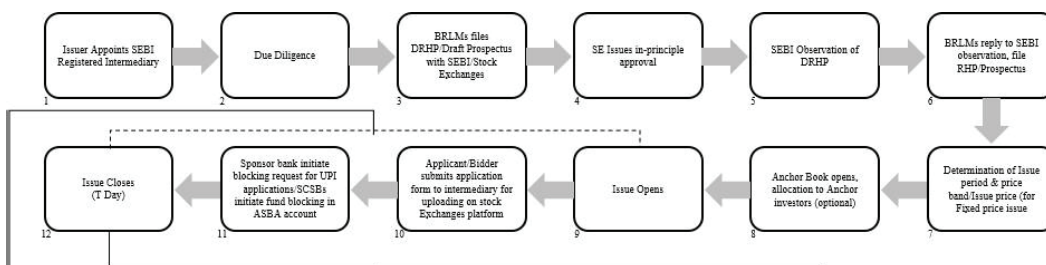 Issuer Appoints SEBI
Registered Intermediary
1
Due Diligence
2
BRLMs files
DRHP/Draft Prospectus
with SEBI/Stock
Exchanges
3
SE Issues in-principle
approval
4
SEBI Observation of
DRHP
5
BRLMs reply to SEBI
observation, file
RHP/Prospectus
6
Determination of Issue
period & price
band/Issue price (for
Fixed price issue
7
Anchor Book opens,
allocation to Anchor
investors (optional)
8
Issue Opens
9
Applicant/Bidder
submits application
form to intermediary for
uploading on stock
Exchanges platform
10
Sponsor bank initiate
blocking request for UPI
applications/SCSBs
initiate fund blocking in
ASBA account
11
Issue Closes
(T Day)
12